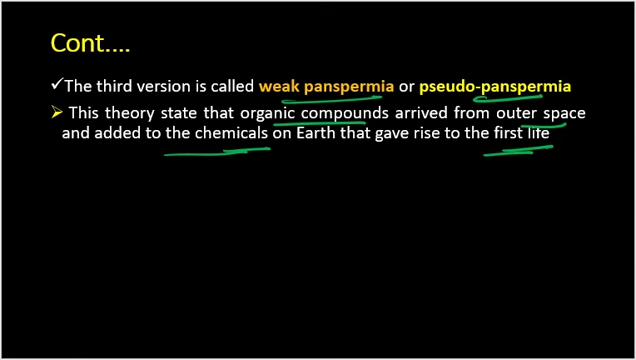 Cont....
✓The third version is called weak panspermia or pseudo-panspermia
➢ This theory state that organic compounds arrived from outer space
and added to the chemicals on Earth that gave rise to the first life